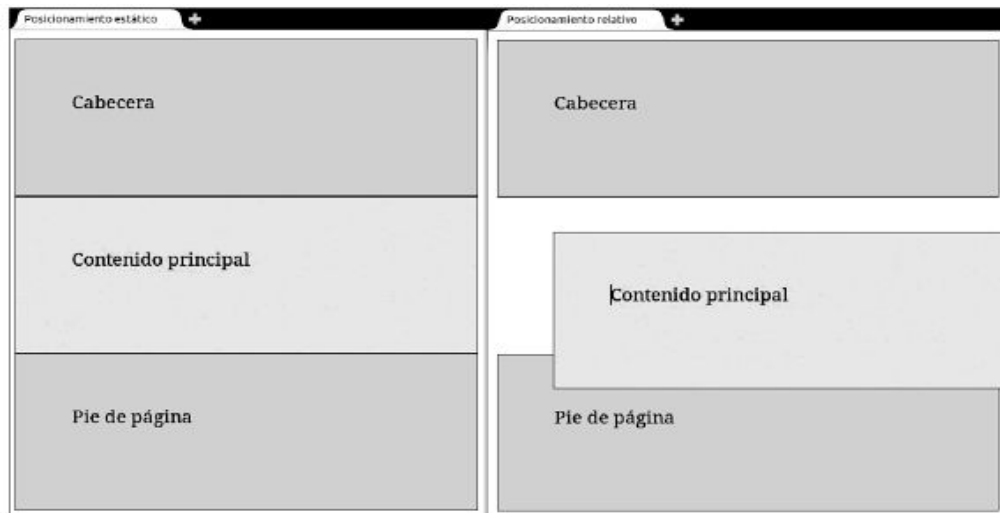 Posicionamiento estático
Cabecera
Contenido principal
Pie de página
Posicionamiento relativo
Cabecera
Contenido principal
Pie de página